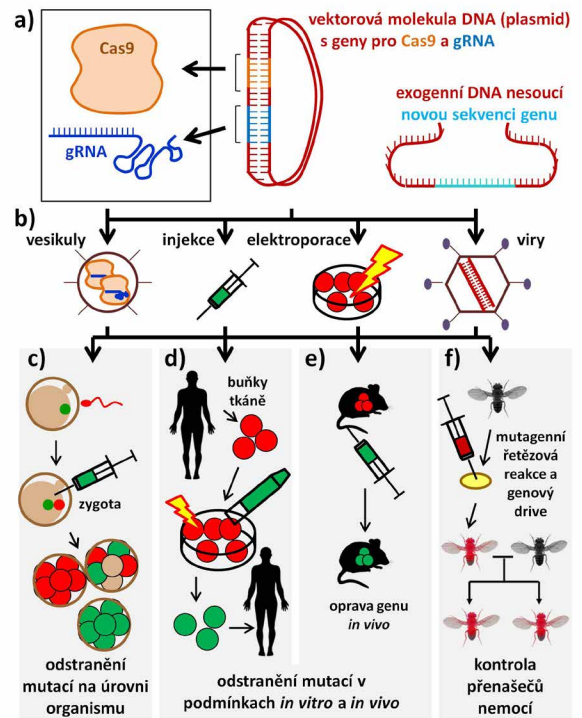 a)
Cas9
gRNA
vektorová molekula DNA (plasmid)
s geny pro Cas9 a gRNA
exogenní DNA nesoucí
novou sekvenci genu
b)
vesikuly
injekce
elektroporace
viry
c)
zygota
odstranění
mutací na úrovni
organismu
d)
buňky
tkáně
e)
oprava genu
in vivo
odstranění mutací v
podmínkách in vitro a in vivo
f)
mutagenní
řetězová
reakce a
genový
drive
kontrola
přenašečů
nemocí